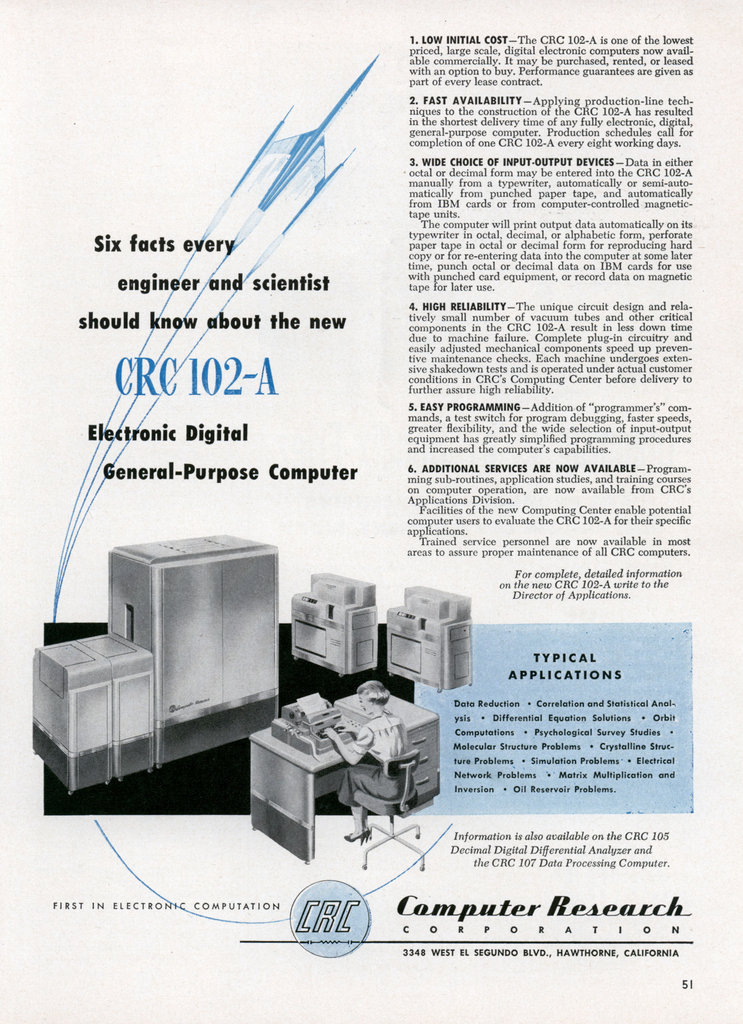 Six facts every
engineer and scientist
should know about the new
CRC 102-A
Electronic Digital
General-Purpose Computer
1. LOW INITIAL COST—The CRC 102-A is one of the lowest
priced, large scale, digital electronic computers now avail-
able commercially. It may be purchased, rented, or leased
with an option to buy. Performance guarantees are given as
part of every lease contract.
2. FAST AVAILABILITY—Applying production-line tech-
niques to the construction of the CRC 102-A has resulted
in the shortest delivery time of any fully electronic, digital,
general-purpose computer. Production schedules call for
completion of one CRC 102-A every eight working days.
3. WIDE CHOICE OF INPUT-OUTPUT DEVICES—Data in either
octal or decimal form may be entered into the CRC 102-A
manually from a typewriter, automatically or semi-auto-
matically from punched paper tape, and automatically
from IBM cards or from computer-controlled magnetic-
tape units.
The computer will print output data automatically on its
typewriter in octal, decimal, or alphabetic form, perforate
paper tape in octal or decimal form for reproducing hard
copy or for re-entering data into the computer at some later
time, punch octal or decimal data on IBM cards for use
with punched card equipment, or record data on magnetic
tape for later use.
4. HIGH RELIABILITY—The unique circuit design and rela-
tively small number of vacuum tubes and other critical
components in the CRC 102-A result in less down time
due to machine failure. Complete plug-in circuitry and
easily adjusted mechanical components speed up preven-
tive maintenance checks. Each machine undergoes exten-
sive shakedown tests and is operated under actual customer
conditions in CRC's Computing Center before delivery to
further assure high reliability.
5. EASY PROGRAMMING—Addition of "programmer's" com-
mands, a test switch for program debugging, faster speeds,
greater flexibility, and the wide selection of input-output
equipment has greatly simplified programming procedures
and increased the computer's capabilities.
6. ADDITIONAL SERVICES ARE NOW AVAILABLE—Program-
ming sub-routines, application studies, and training courses
on computer operation, are now available from CRC's
Applications Division.
Facilities of the new Computing Center enable potential
computer users to evaluate the CRC 102-A for their specific
applications.
Trained service personnel are now available in most
areas to assure proper maintenance of all CRC computers.
For complete, detailed information
on the new CRC 102-A write to the
Director of Applications.
TYPICAL
APPLICATIONS
Data Reduction • Correlation and Statistical Anal-
ysis • Differential Equation Solutions • Orbit
Computations • Psychological Survey Studies •
Molecular Structure Problems • Crystalline Struc-
ture Problems • Simulation Problems • Electrical
Network Problems • Matrix Multiplication and
Inversion • Oil Reservoir Problems.
Information is also available on the CRC 105
Decimal Digital Differential Analyzer and
the CRC 107 Data Processing Computer.
FIRST IN ELECTRONIC COMPUTATION
CRC
Computer Research
CORPORATION
3348 WEST EL SEGUNDO BLVD., HAWTHORNE, CALIFORNIA
51